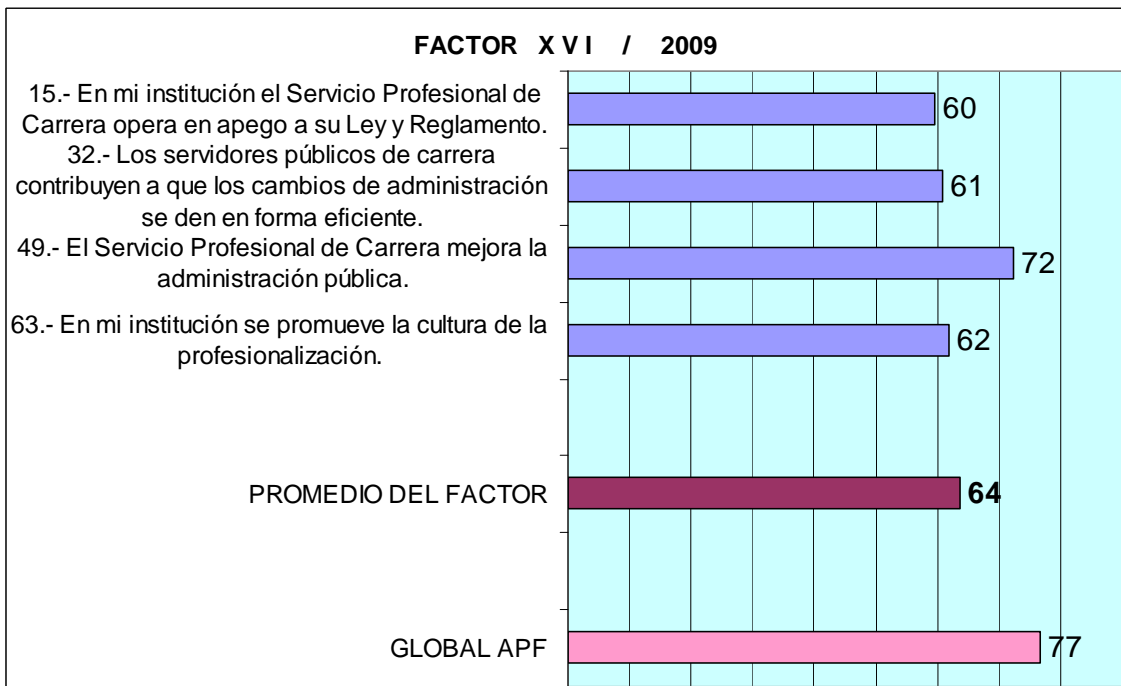 FACTOR X V I / 2009
15.- En mi institución el Servicio Profesional de
Carrera opera en apego a su Ley y Reglamento.
60
32.- Los servidores públicos de carrera
contribuyen a que los cambios de administración
se den en forma eficiente.
61
49.- El Servicio Profesional de Carrera mejora la
administración pública.
72
63.- En mi institución se promueve la cultura de la
profesionalización.
62
PROMEDIO DEL FACTOR
64
GLOBAL APF
77